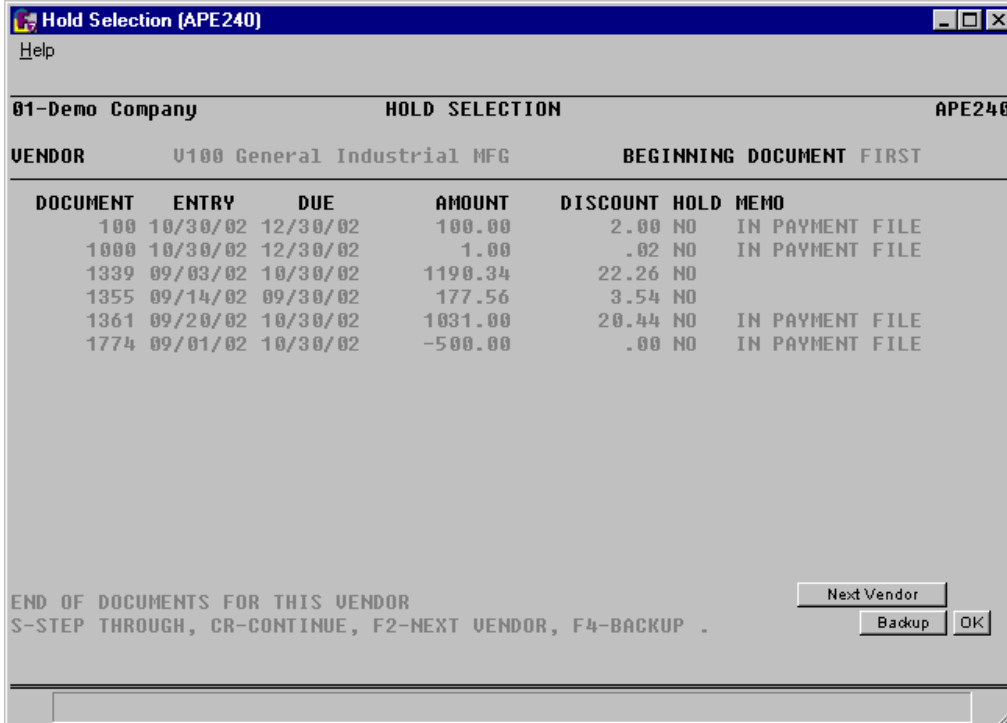 Hold Selection (APE240)
Help
01-Demo Company HOLD SELECTION APE240
VENDOR V100 General Industrial MFG BEGINNING DOCUMENT FIRST
DOCUMENT ENTRY DUE AMOUNT DISCOUNT HOLD MEMO
100 10/30/02 12/30/02 100.00 2.00 NO IN PAYMENT FILE
1000 10/30/02 12/30/02 1.00 .02 NO IN PAYMENT FILE
1339 09/03/02 10/30/02 1190.34 22.26 NO
1355 09/14/02 09/30/02 177.56 3.54 NO
1361 09/20/02 10/30/02 1031.00 20.44 NO IN PAYMENT FILE
1774 09/01/02 10/30/02 -500.00 .00 NO IN PAYMENT FILE
Next Vendor
END OF DOCUMENTS FOR THIS VENDOR
S-STEP THROUGH, CR-CONTINUE, F2-NEXT VENDOR, F4-BACKUP . Backup OK